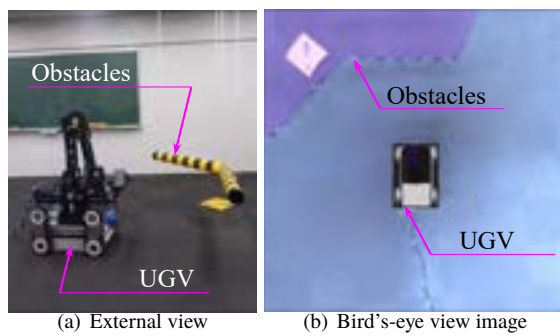 Obstacles
UGV
(a) External view
Obstacles
UGV
(b) Bird's-eye view image